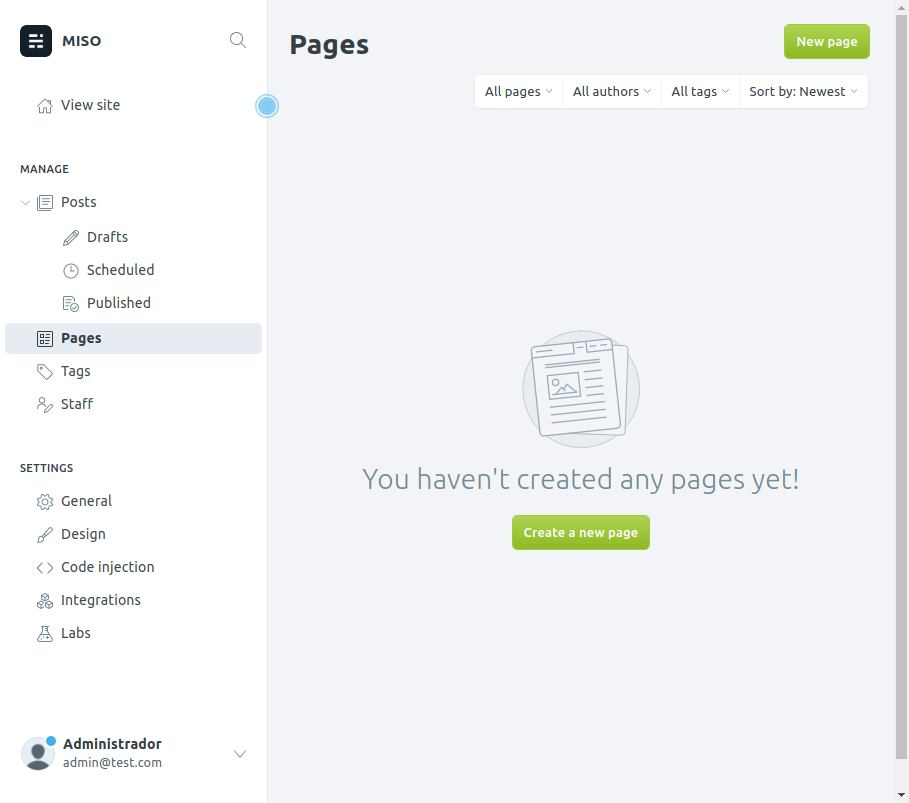 MISO
View site
MANAGE
Posts
Drafts
Scheduled
Published
Pages
Tags
Staff
SETTINGS
General
Design
Code injection
Integrations
Labs
Administrador
admin@test.com
Pages
New page
All pages All authors All tags Sort by: Newest
You haven't created any pages yet!
Create a new page